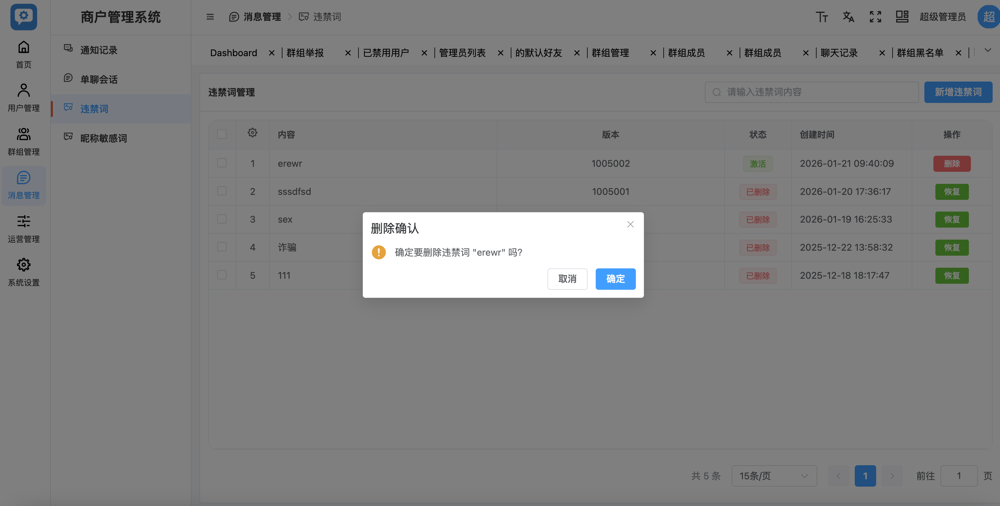 商户管理系统
消息管理
违禁词
超级管理员
超
首页
用户管理
群组管理
消息管理
运营管理
系统设置
通知记录
单聊会话
违禁词
昵称敏感词
Dashboard
群组举报
已禁用用户
管理员列表
的默认好友
群组管理
群组成员
群组成员
聊天记录
群组黑名单
违禁词管理
请输入违禁词内容
新增违禁词
内容 版本 状态 创建时间 操作
1 erewr 1005002 激活 2026-01-21 09:40:09 删除
2 sssdfsd 1005001 已删除 2026-01-20 17:36:17 恢复
3 sex 已删除 2026-01-19 16:25:33 恢复
4 诈骗 已删除 2025-12-22 13:58:32 恢复
5 111 已删除 2025-12-18 18:17:47 恢复
删除确认
确定要删除违禁词 "erewr" 吗?
取消
确定
共 5 条
15条/页
1
前往 1 页